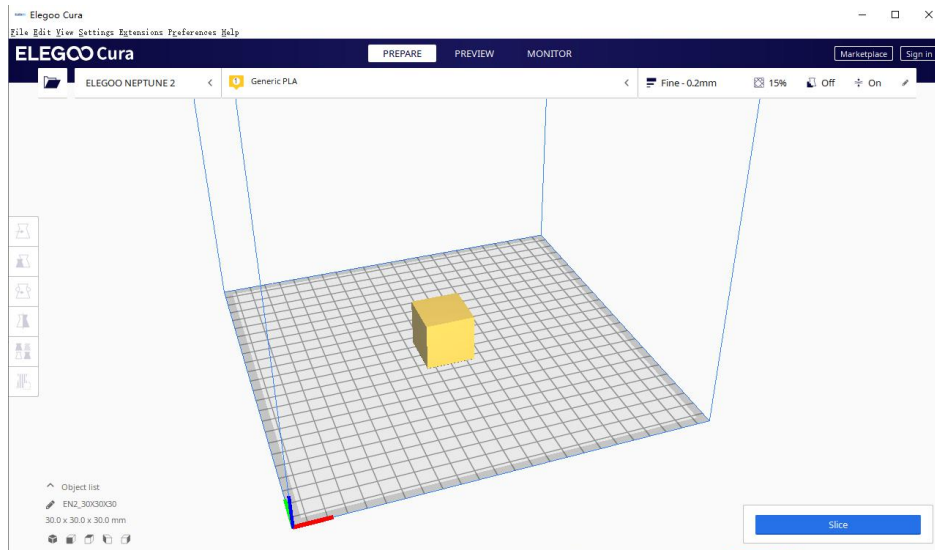 Elegoo Cura
File Edit View Settings Extensions Preferences Help
ELEGOO Cura PREPARE PREVIEW MONITOR Marketplace Sign in
ELEGOO NEPTUNE 2 1 Generic PLA Fine - 0.2mm 15% Off On
Object list
EN2_30X30X30
30.0 x 30.0 x 30.0 mm
Slice